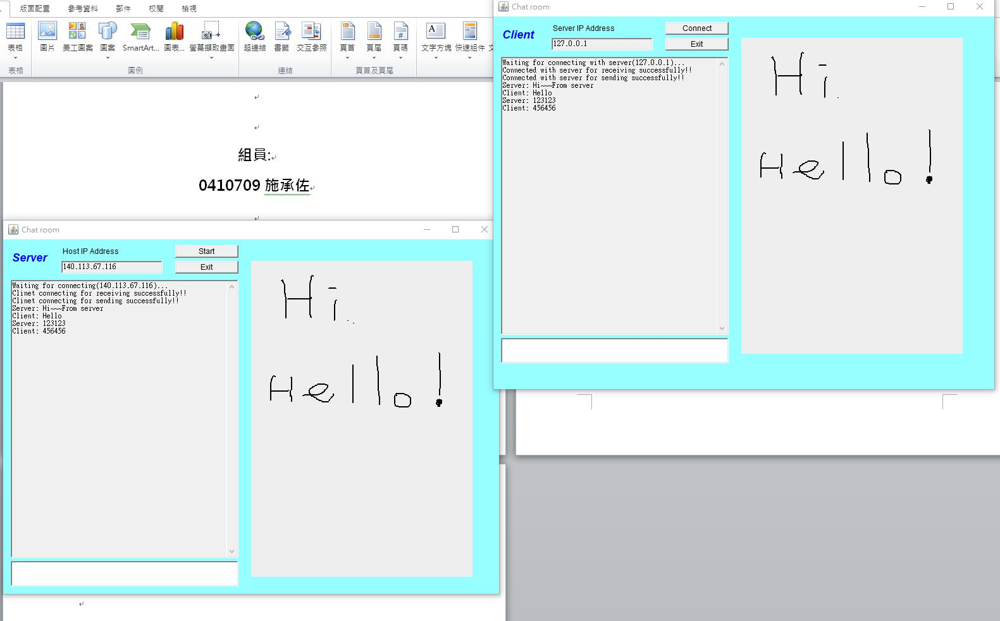 版面配置 參考資料 郵件 校閱 檢視
表格 圖片 美工圖案 圖案 SmartArt... 圖表... 螢幕擷取畫面 超連結 書籤 交互參照 頁首 頁尾 頁碼 文字方塊 快速組件 文
表格 圖例 連結 頁首及頁尾
組員:
0410709 施承佐
Chat room
Client
Server IP Address
127.0.0.1
Connect
Exit
Waiting for connecting with server(127.0.0.1)...
Connected with server for receiving successfully!!
Connected with server for sending successfully!!
Server: Hi~~~From server
Client: Hello
Server: 123123
Client: 456456
Hi.
Hello!
Chat room
Server
Host IP Address
140.113.67.116
Start
Exit
Waiting for connecting(140.113.67.116)...
Clinet connecting for receiving successfully!!
Clinet connecting for sending successfully!!
Server: Hi~~~From server
Client: Hello
Server: 123123
Client: 456456
Hi..
Hello!